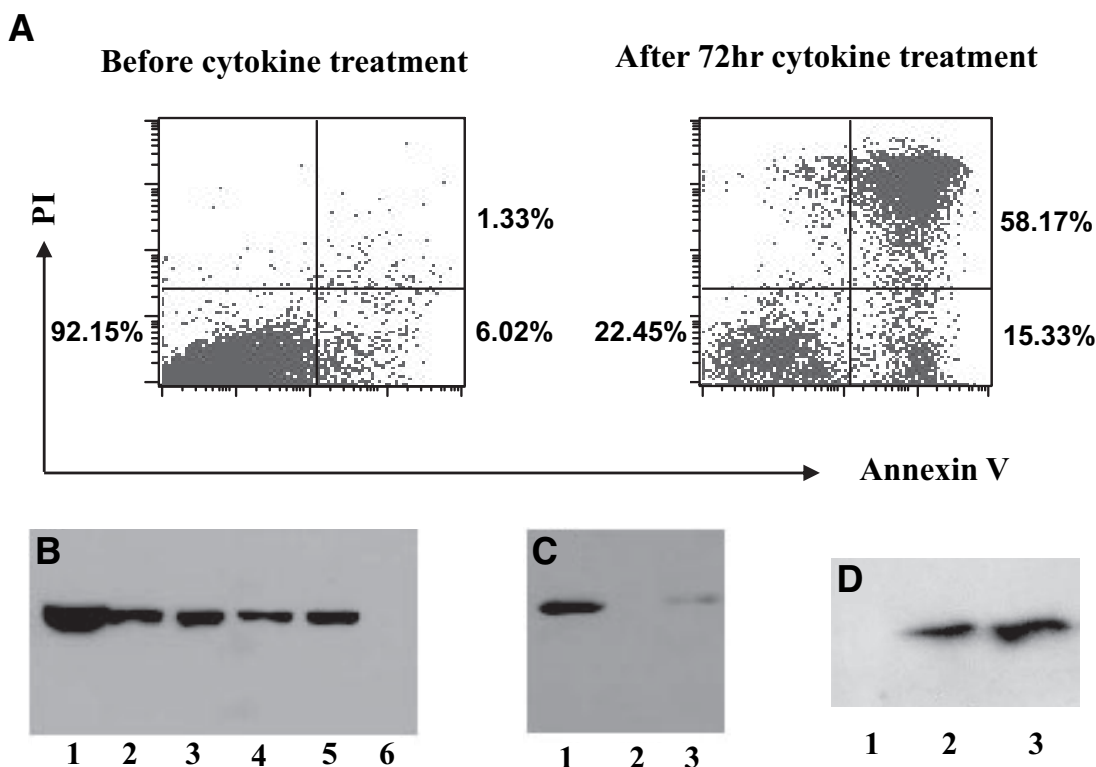 A
Before cytokine treatment
After 72hr cytokine treatment
PI
1.33%
92.15%
6.02%
58.17%
22.45%
15.33%
Annexin V
B
1 2 3 4 5 6
C
1 2 3
D
1 2 3